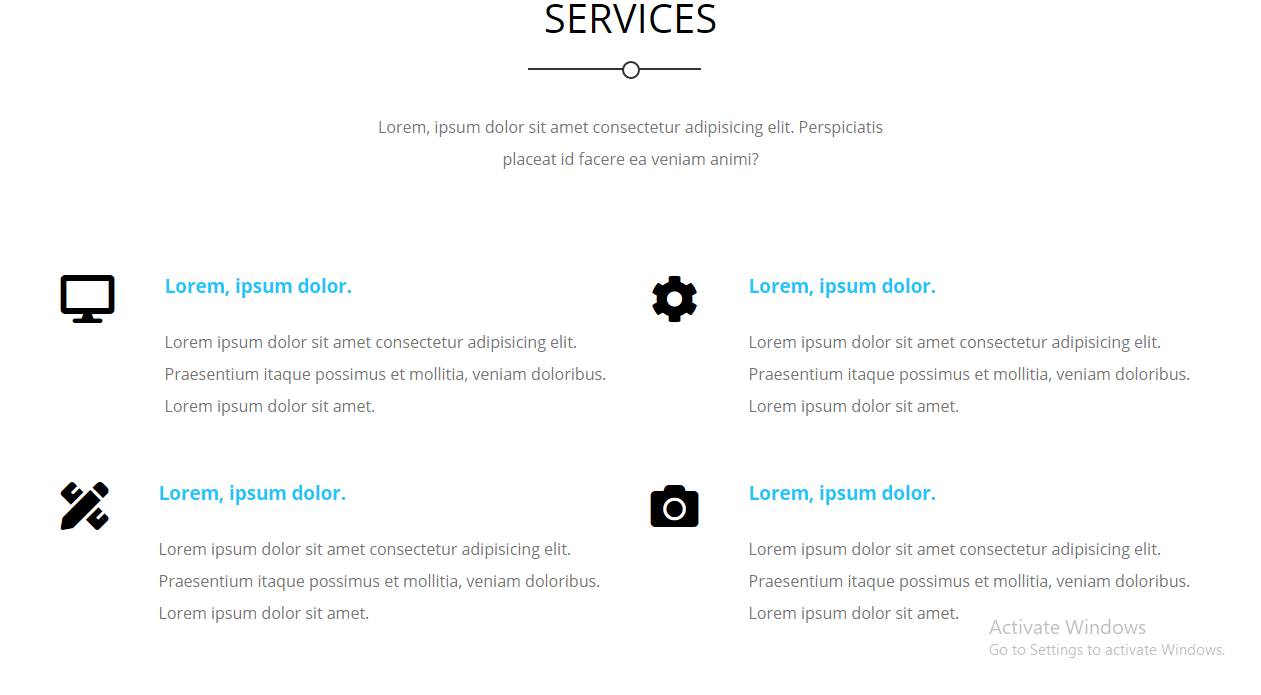 SERVICES
Lorem, ipsum dolor sit amet consectetur adipisicing elit. Perspiciatis
placeat id facere ea veniam animi?
Lorem, ipsum dolor.
Lorem ipsum dolor sit amet consectetur adipisicing elit.
Praesentium itaque possimus et mollitia, veniam doloribus.
Lorem ipsum dolor sit amet.
Lorem, ipsum dolor.
Lorem ipsum dolor sit amet consectetur adipisicing elit.
Praesentium itaque possimus et mollitia, veniam doloribus.
Lorem ipsum dolor sit amet.
Lorem, ipsum dolor.
Lorem ipsum dolor sit amet consectetur adipisicing elit.
Praesentium itaque possimus et mollitia, veniam doloribus.
Lorem ipsum dolor sit amet.
Lorem, ipsum dolor.
Lorem ipsum dolor sit amet consectetur adipisicing elit.
Praesentium itaque possimus et mollitia, veniam doloribus.
Lorem ipsum dolor sit amet.
Activate Windows
Go to Settings to activate Windows.